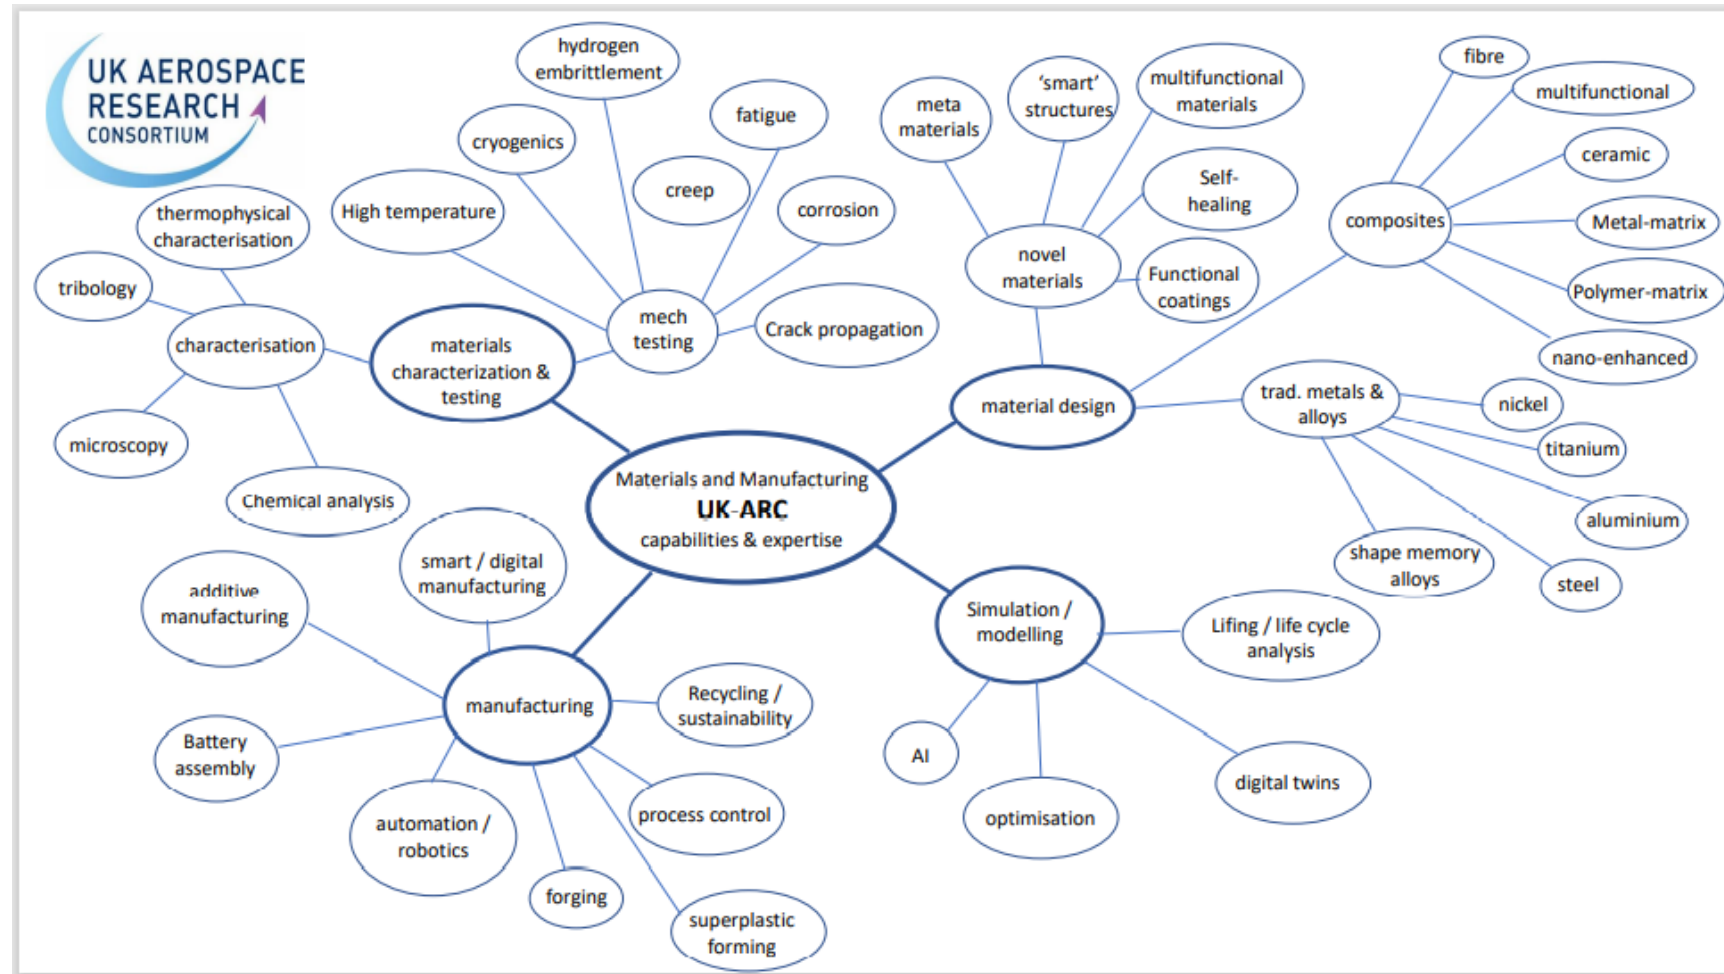 UK AEROSPACE
RESEARCH
CONSORTIUM
hydrogen
embrittlement
cryogenics
fatigue
creep
High temperature
corrosion
Crack propagation
mech
testing
thermophysical
characterisation
tribology
characterisation
microscopy
Chemical analysis
materials
characterization &
testing
meta
materials
‘smart’
structures
multifunctional
materials
Self-
healing
Functional
coatings
novel
materials
fibre
multifunctional
ceramic
composites
Metal-matrix
Polymer-matrix
nano-enhanced
material design
trad. metals &
alloys
nickel
titanium
aluminium
steel
shape memory
alloys
Materials and Manufacturing
UK-ARC
capabilities & expertise
smart / digital
manufacturing
additive
manufacturing
manufacturing
Battery
assembly
automation /
robotics
forging
superplastic
forming
process control
Recycling /
sustainability
Simulation /
modelling
Lifing / life cycle
analysis
AI
optimisation
digital twins